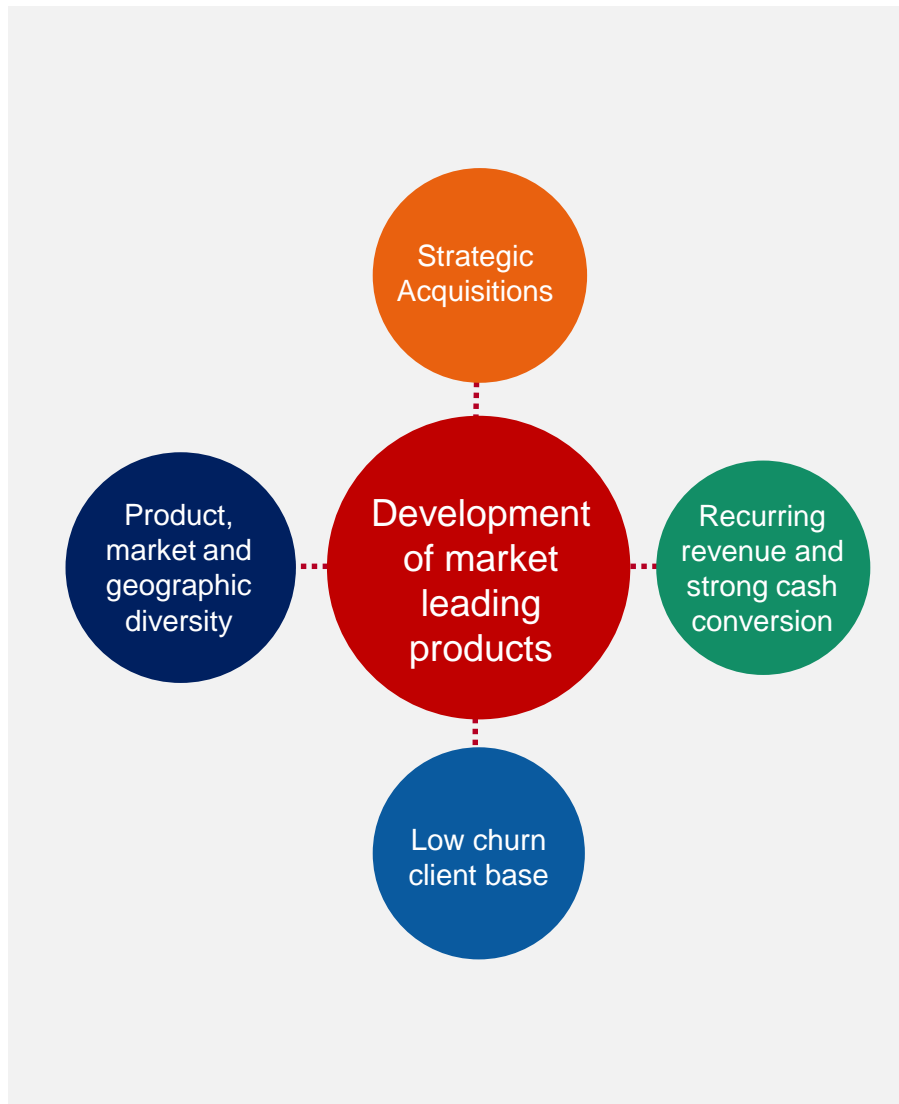 Strategic
Acquisitions
Product,
market and
geographic
diversity
Development
of market
leading
products
Recurring
revenue and
strong cash
conversion
Low churn
client base